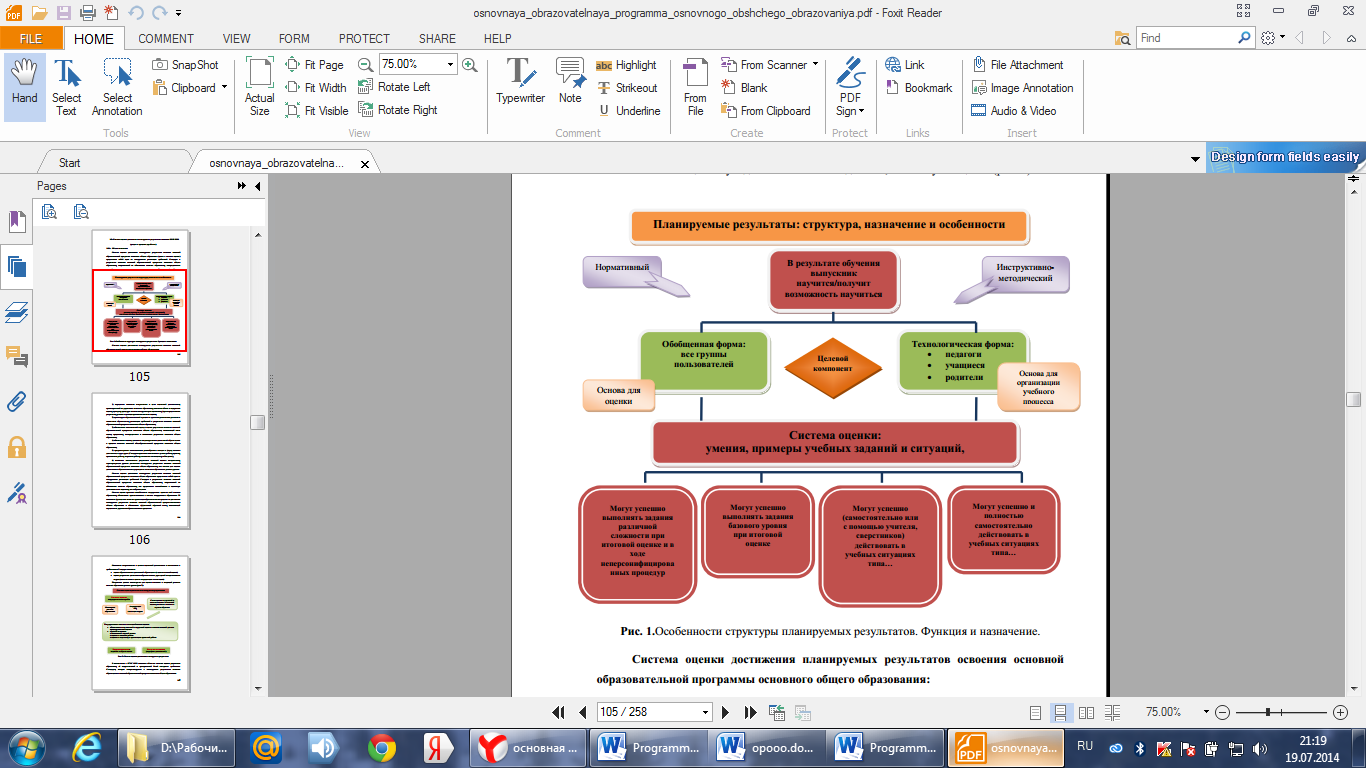 osnovnaya_obrazovatelnaya_programma_osnovnogo_obshchego_obrazovaniya.pdf - Foxit Reader
FILE HOME COMMENT VIEW FORM PROTECT SHARE HELP
Find
Hand
Select Text
Select Annotation
SnapShot
Clipboard
Tools
Actual Size
Fit Page
Fit Width
Fit Visible
75.00%
Rotate Left
Rotate Right
View
Typewriter
Note
abc Highlight
Strikeout
U Underline
Comment
From File
From Scanner
Blank
From Clipboard
Create
PDF Sign
Protect
Link
Bookmark
Links
File Attachment
Image Annotation
Audio & Video
Insert
Start
osnovnaya_obrazovatelna...
Design form fields easily
Pages
105
106
Планируемые результаты: структура, назначение и особенности
Нормативный
В результате обучения
выпускник
научится/получит
возможность научиться
Инструктивно-
методический
Обобщенная форма:
все группы
пользователей
Целевой
компонент
Технологическая форма:
• педагоги
• учащиеся
• родители
Основа для
оценки
Основа для
организации
учебного
процесса
Система оценки:
умения, примеры учебных заданий и ситуаций,
Могут успешно
выполнять задания
различной
сложности при
итоговой оценке и в
ходе
неперсонифицирова
нных процедур
Могут успешно
выполнять задания
базового уровня
при итоговой
оценке
Могут успешно
(самостоятельно или
с помощью учителя,
сверстников)
действовать в
учебных ситуациях
типа…
Могут успешно и
полностью
самостоятельно
действовать в
учебных ситуациях
типа…
Рис. 1.Особенности структуры планируемых результатов. Функция и назначение.
Система оценки достижения планируемых результатов освоения основной
образовательной программы основного общего образования:
105 / 258
75.00%
D:\Рабочи...
основная ...
Programm...
opooo.do...
Programm...
osnovnaya...
RU
21:19
19.07.2014